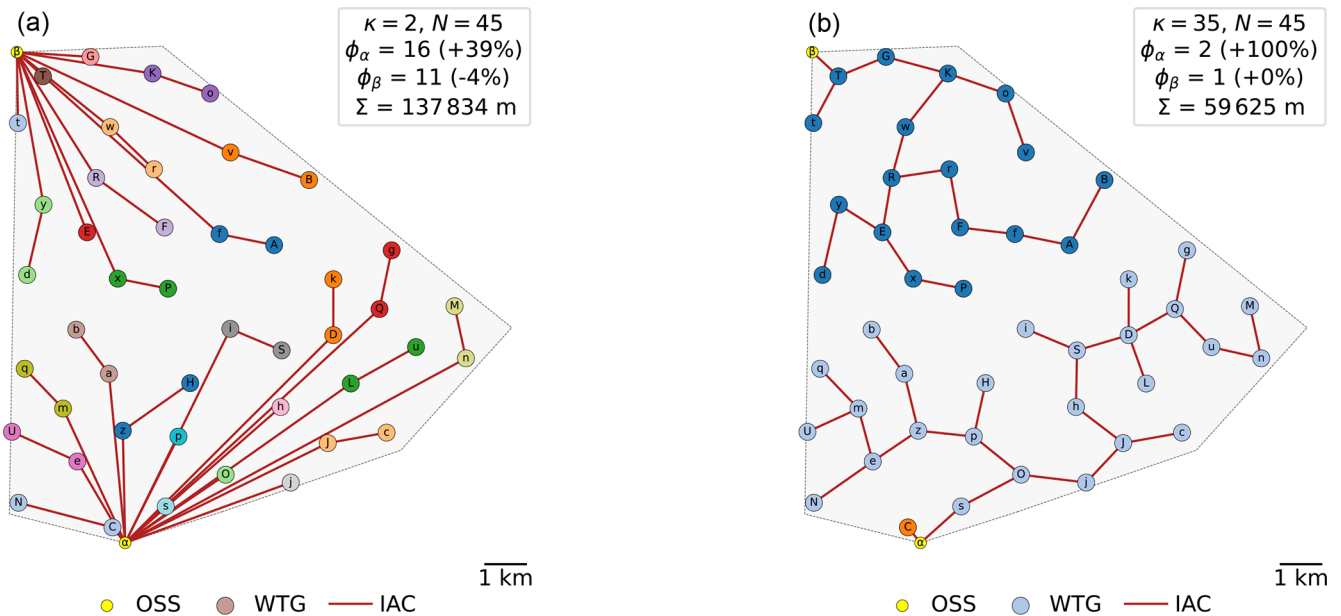 (a)
κ = 2, N = 45
ϕα = 16 (+39%)
ϕβ = 11 (-4%)
Σ = 137 834 m
β
G
T
K
o
t
w
v
r
R
B
y
F
E
f
A
g
d
x
P
k
Q
M
b
i
D
S
u
n
q
a
H
L
m
h
U
z
p
J
c
e
O
j
N
s
C
α
1 km
OSS
WTG
IAC
(b)
κ = 35, N = 45
ϕα = 2 (+100%)
ϕβ = 1 (+0%)
Σ = 59 625 m
β
G
T
K
o
t
w
v
r
R
B
y
F
E
f
A
g
d
x
P
k
Q
M
b
i
D
S
u
n
q
a
H
L
m
h
U
z
p
J
c
e
O
j
N
s
C
α
1 km
OSS
WTG
IAC